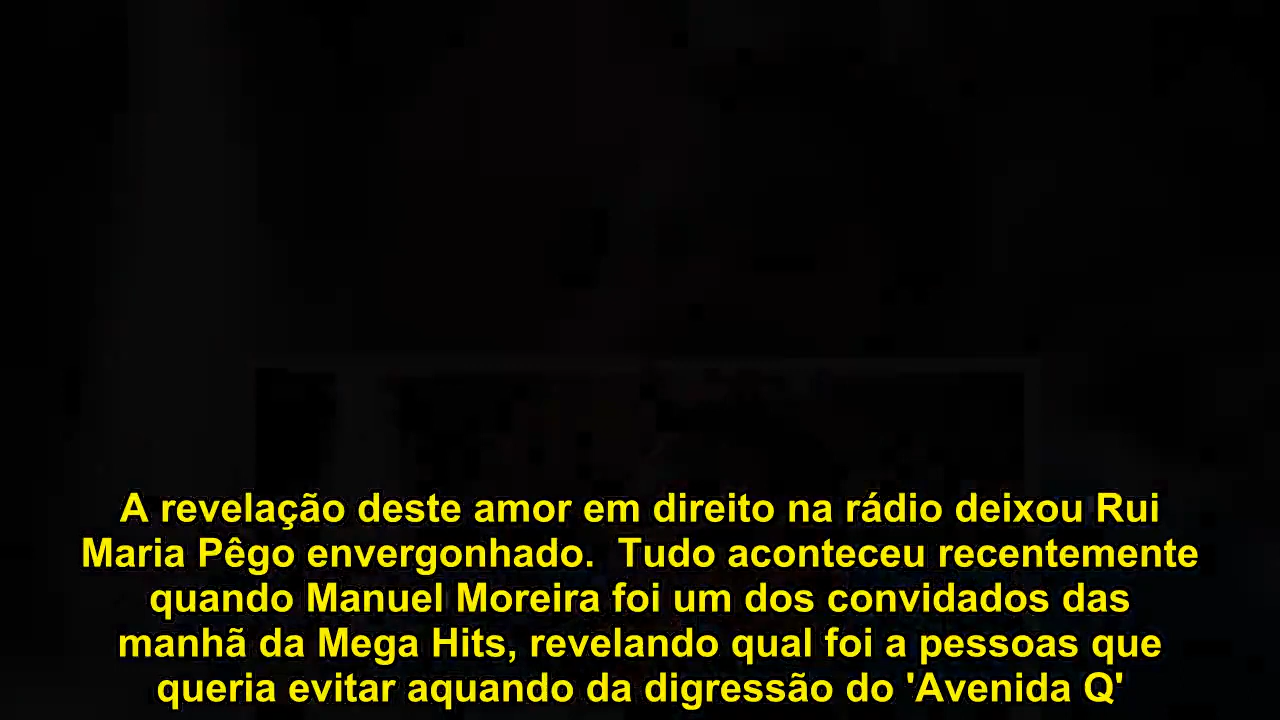 A revelação deste amor em direito na rádio deixou Rui
Maria Pêgo envergonhado.  Tudo aconteceu recentemente
quando Manuel Moreira foi um dos convidados das
manhã da Mega Hits, revelando qual foi a pessoas que
queria evitar aquando da digressão do 'Avenida Q'